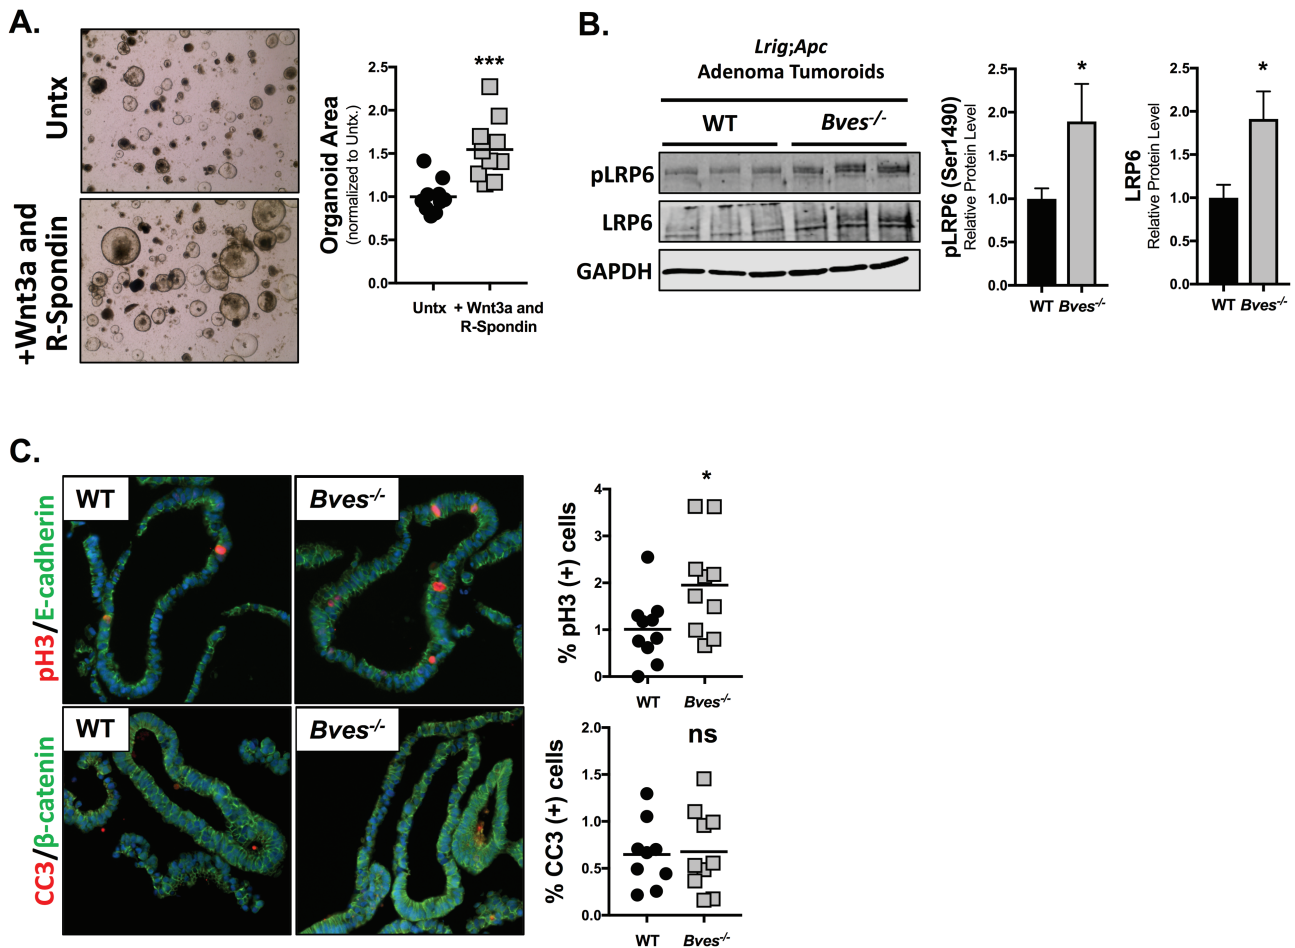 A.
Untx
+Wnt3a and
R-Spondin
Organoid Area
(normalized to Untx.)
2.5
2.0
1.5
1.0
0.5
0.0
***
Untx
+ Wnt3a and
R-Spondin
B.
Lrig;Apc
Adenoma Tumoroids
WT
Bves-/-
pLRP6
LRP6
GAPDH
pLRP6 (Ser1490)
Relative Protein Level
2.5
2.0
1.5
1.0
0.5
0.0
*
WT
Bves-/-
LRP6
Relative Protein Level
2.5
2.0
1.5
1.0
0.5
0.0
*
WT
Bves-/-
C.
pH3/E-cadherin
WT
Bves-/-
% pH3 (+) cells
4
3
2
1
0
*
WT
Bves-/-
CC3/β-catenin
WT
Bves-/-
% CC3 (+) cells
2.0
1.5
1.0
0.5
0.0
ns
WT
Bves-/-